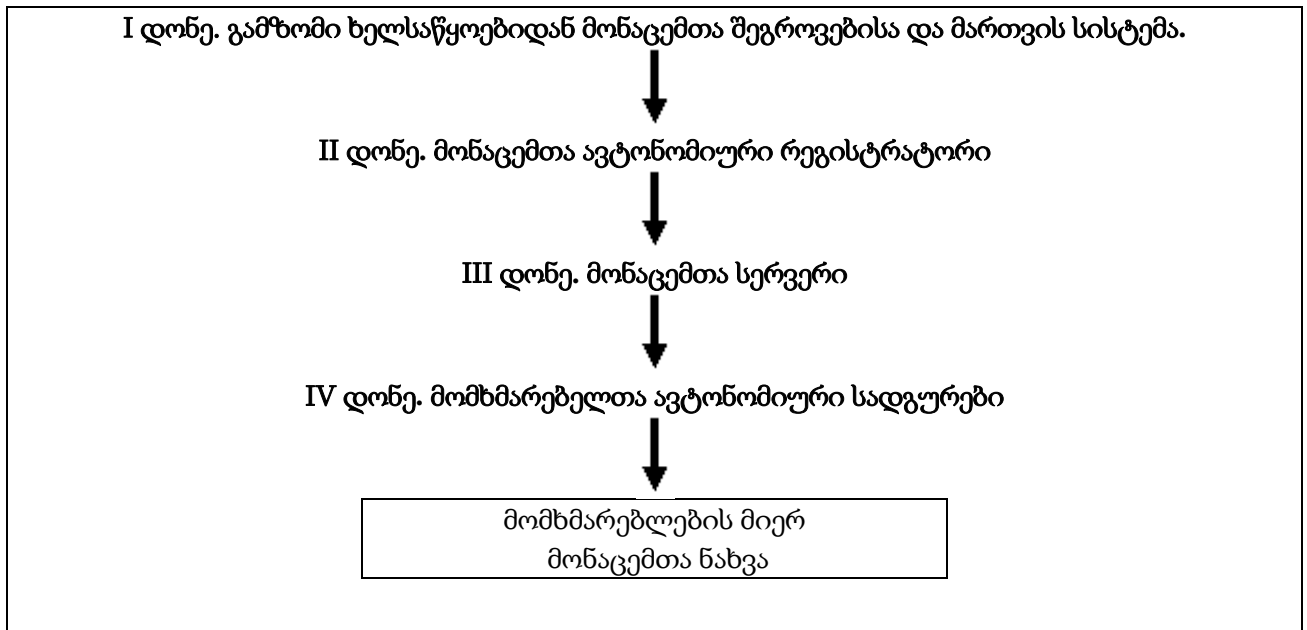 I დონე. გამზომი ხელსაწყოებიდან მონაცემთა შეგროვებისა და მართვის სისტემა.
II დონე. მონაცემთა ავტონომიური რეგისტრატორი
III დონე. მონაცემთა სერვერი
IV დონე. მომხმარებელთა ავტონომიური სადგურები
მომხმარებლების მიერ
მონაცემთა ნახვა